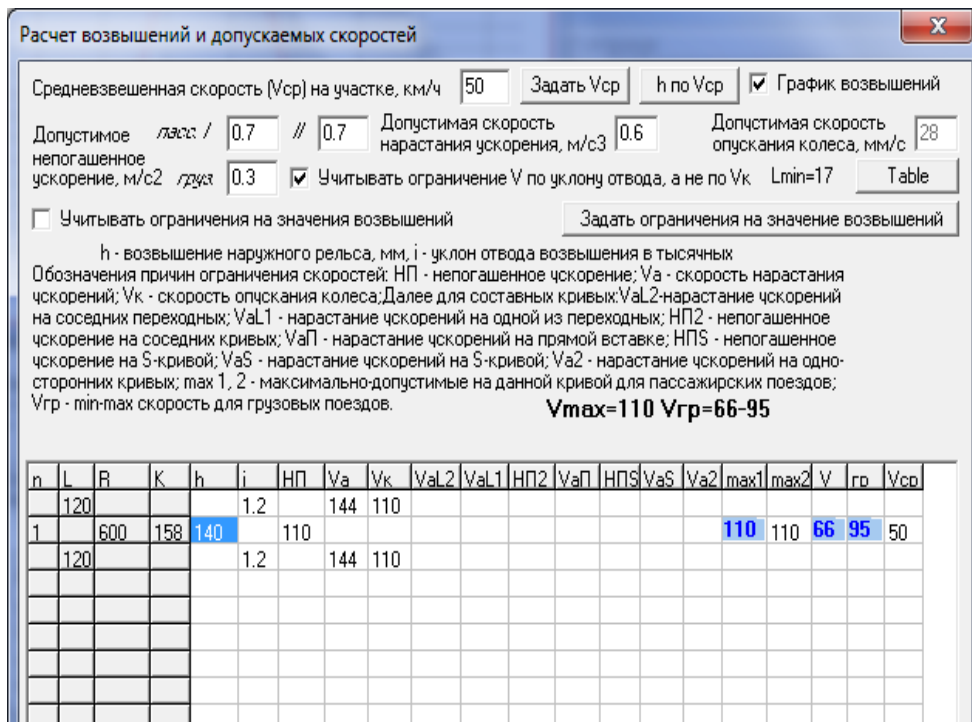 Расчет возвышений и допускаемых скоростей
X
Средневзвешенная скорость (Vср) на участке, км/ч 50 Задать Vср h по Vср График возвышений
Допустимое непогашенное ускорение, м/с2 пасс / 0.7 // 0.7 Допустимая скорость нарастания ускорения, м/с3 0.6 Допустимая скорость опускания колеса, мм/с 28
груз 0.3 Учитывать ограничение V по уклону отвода, а не по Vк Lmin=17 Table
Учитывать ограничения на значения возвышений Задать ограничения на значение возвышений
h - возвышение наружного рельса, мм, i - уклон отвода возвышения в тысячных
Обозначения причин ограничения скоростей; НП - непогашенное ускорение; Va - скорость нарастания
ускорений; Vк - скорость опускания колеса;Далее для составных кривых:VaL2-нарастание ускорений
на соседних переходных; VaL1 - нарастание ускорений на одной из переходных; НП2 - непогашенное
ускорение на соседних кривых; VaП - нарастание ускорений на прямой вставке; НПS - непогашенное
ускорение на S-кривой; VaS - нарастание ускорений на S-кривой; Va2 - нарастание ускорений на одно-
сторонних кривых; max 1, 2 - максимально-допустимые на данной кривой для пассажирских поездов;
Vгр - min-max скорость для грузовых поездов. Vmax=110 Vгр=66-95
n L R K h i НП Va Vк VaL2 VaL1 НП2 VaП НПS VaS Va2 max1 max2 V гр Vср
120 1.2 144 110
1 600 158 140 110 110 110 66 95 50
120 1.2 144 110